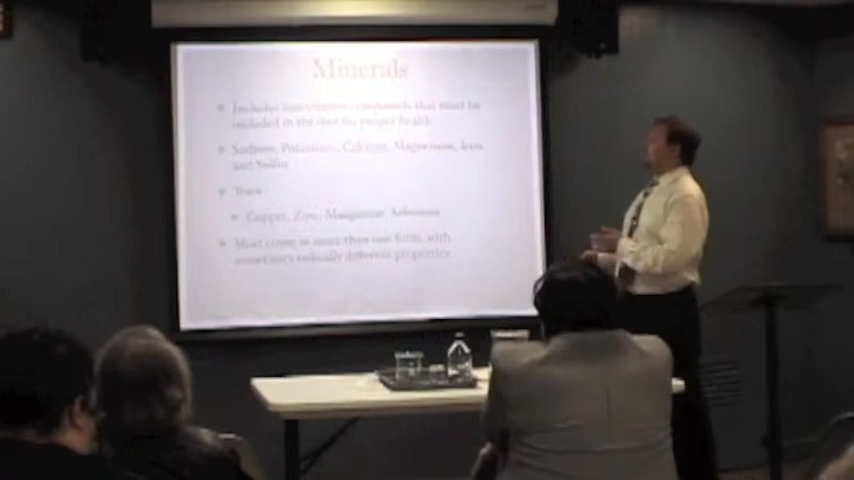 Minerals
Includes compounds that must be
included in the diet for proper health
Sodium, Potassium, Calcium, Magnesium, Iron
and Sulfur
Trace
Copper, Zinc, Manganese, Selenium
Most come in more than one form, with
sometimes radically different properties